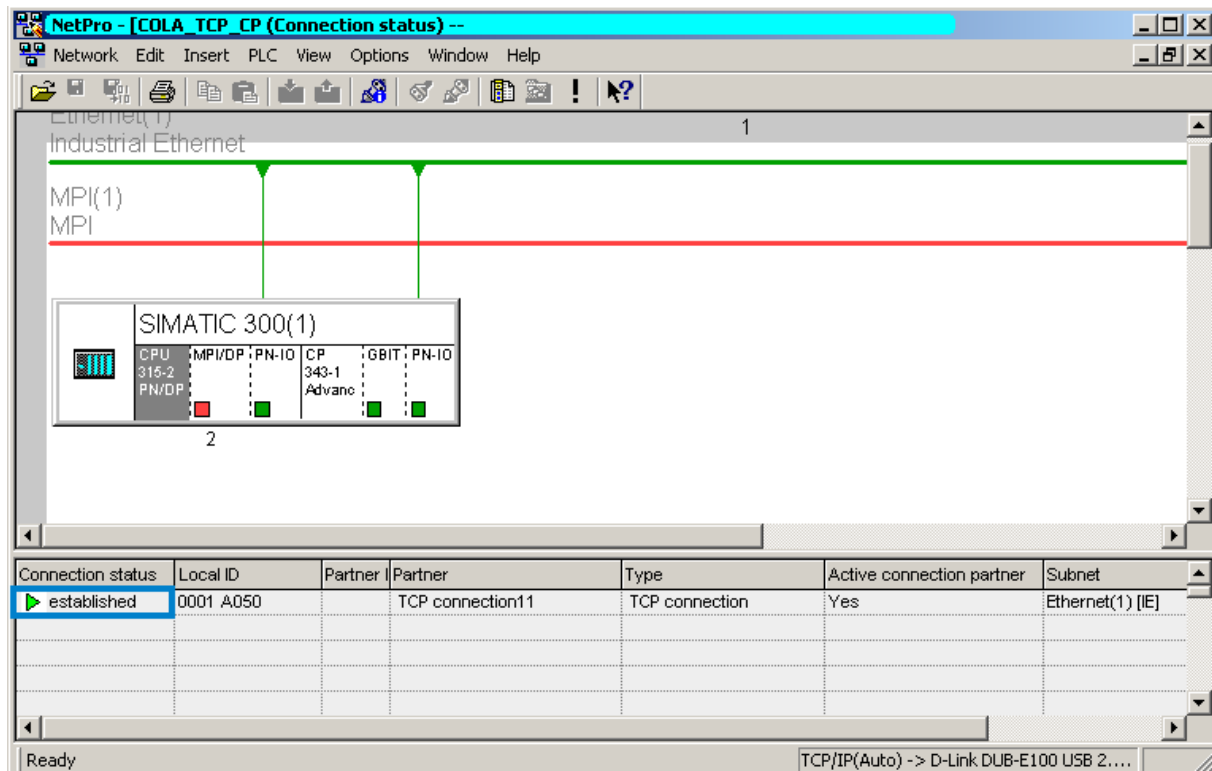 NetPro - [COLA_TCP_CP (Connection status) --
Network Edit Insert PLC View Options Window Help
Ethernet(1)
Industrial Ethernet
1
MPI(1)
MPI
SIMATIC 300(1)
CPU 315-2 PN/DP
MPI/DP
PN-IO
CP 343-1 Advanc
GBIT
PN-IO
2
Connection status Local ID Partner I Partner Type Active connection partner Subnet
established 0001 A050 TCP connection11 TCP connection Yes Ethernet(1) [IE]
Ready TCP/IP(Auto) -> D-Link DUB-E100 USB 2....